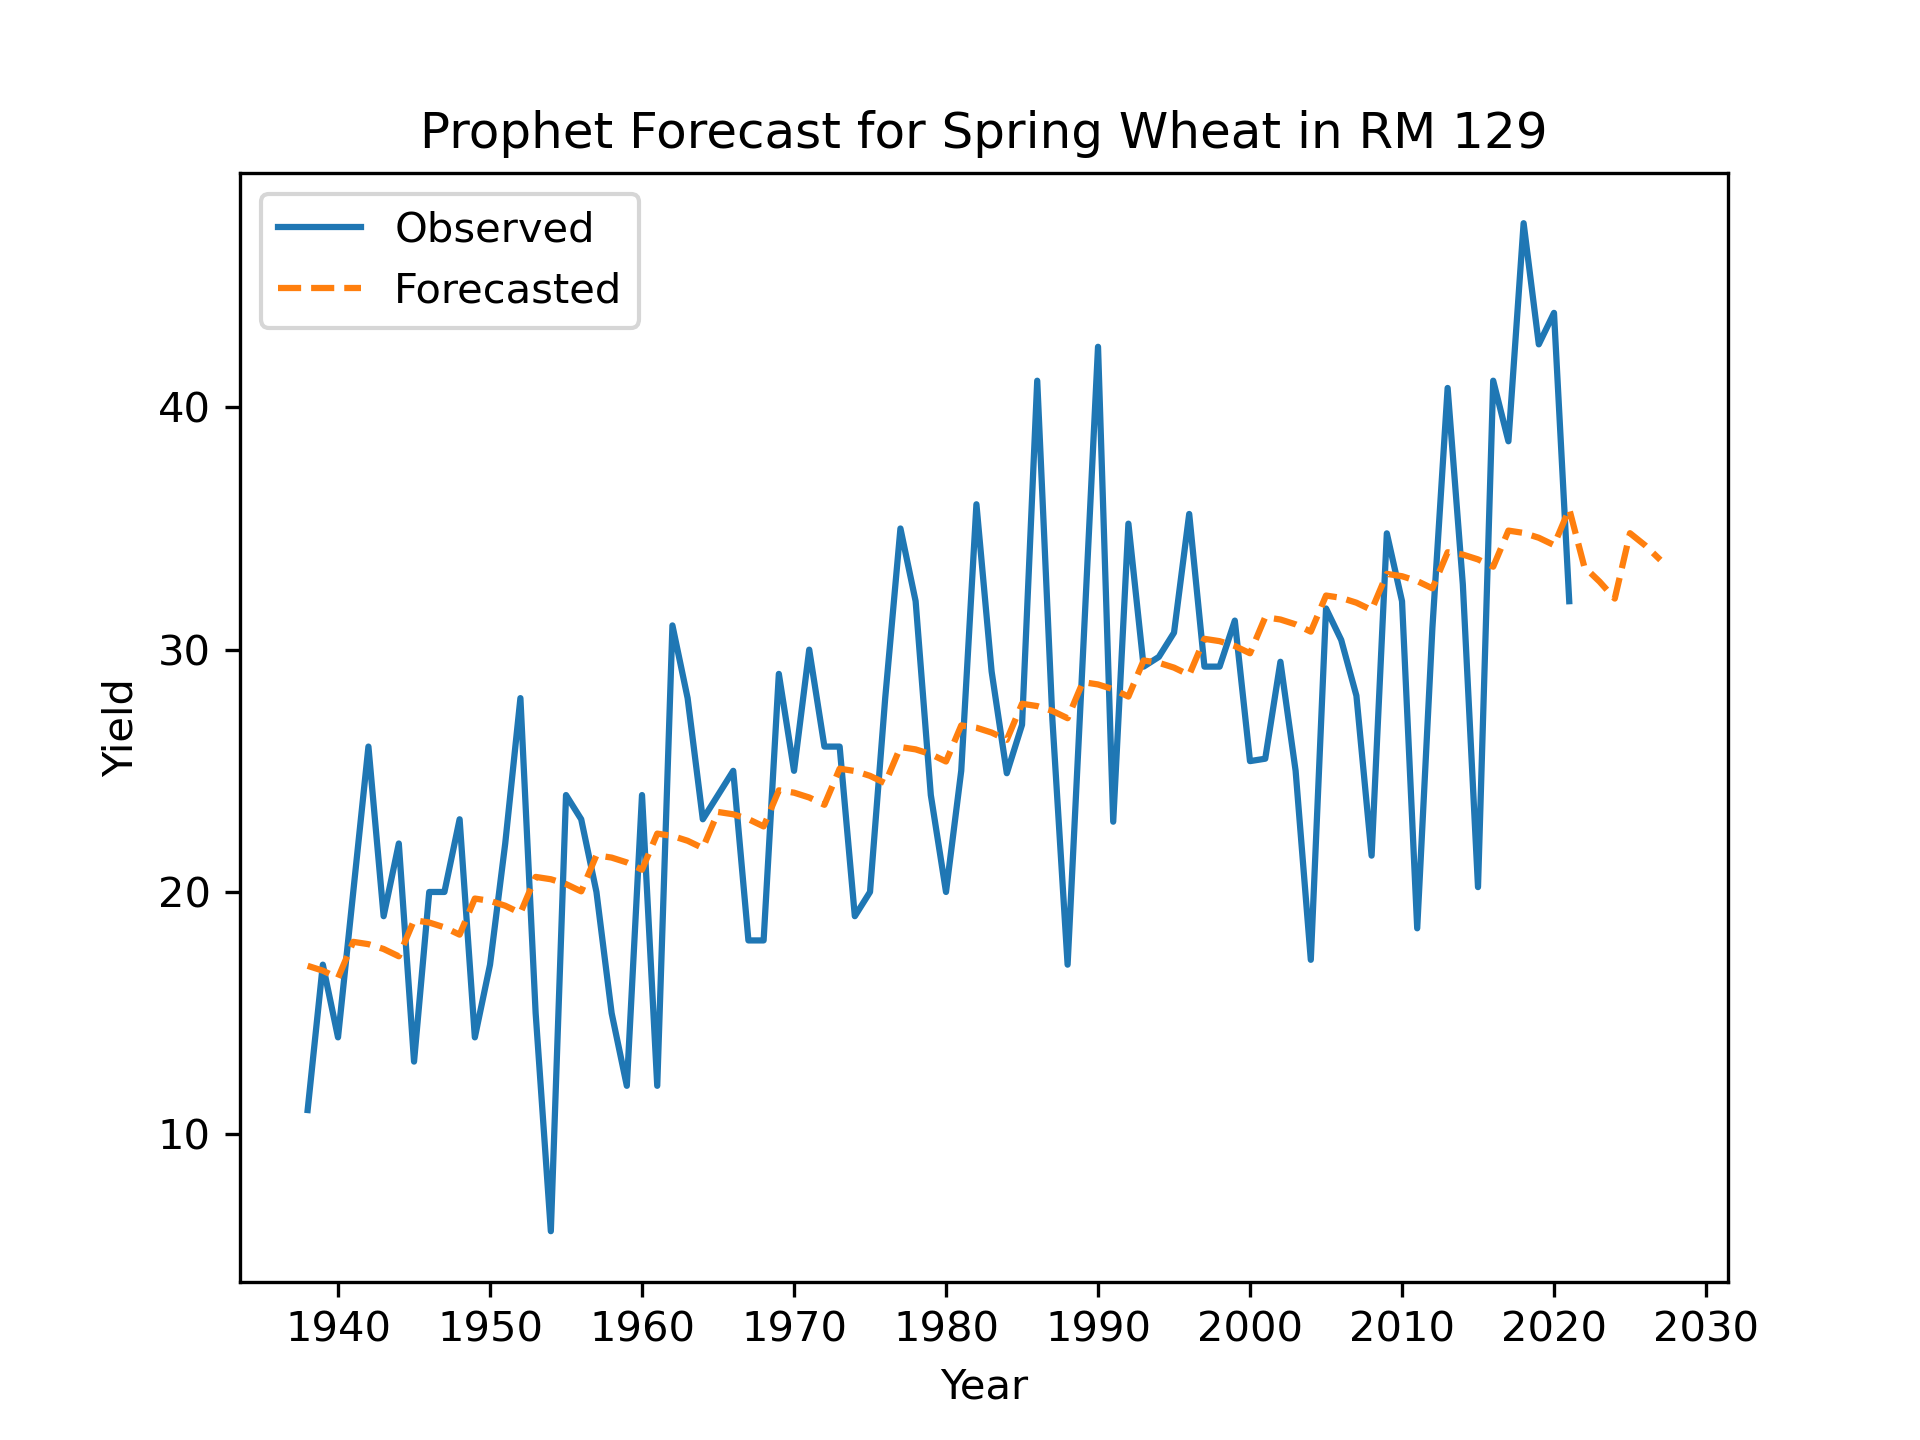 Prophet Forecast for Spring Wheat in RM 129
Observed
Forecasted
40
30
20
10
Yield
1940 1950 1960 1970 1980 1990 2000 2010 2020 2030
Year